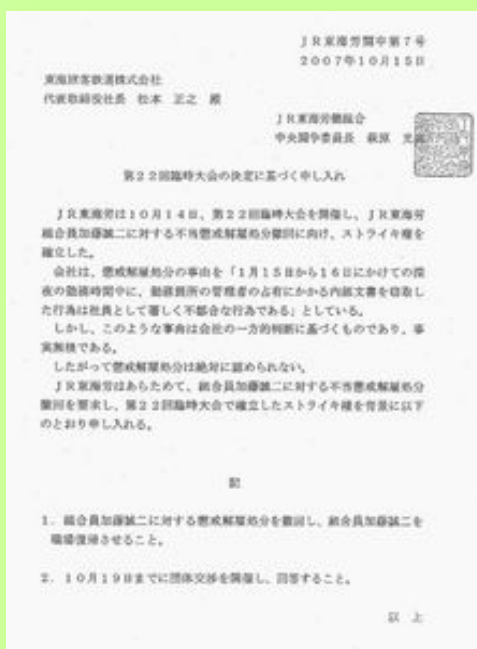 JR東海労闘申第7号
2007年10月15日
東海旅客鉄道株式会社
代表取締役社長 松本 正之 殿
JR東海労働組合
中央闘争委員長 萩原 光
第22回臨時大会の決定に基づく申し入れ
JR東海労は10月14日、第22回臨時大会を開催し、JR東海労
組合員加藤誠二に対する不当懲戒解雇処分撤回に向け、ストライキ権を
確立した。
会社は、懲戒解雇処分の事由を「1月15日から16日にかけての深
夜の勤務時間中に、勤務箇所の管理者の占有にかかる内部文書を窃取し
た行為は社員として著しく不都合な行為である」としている。
しかし、このような事由は会社の一方的判断に基づくものであり、事
実無根である。
したがって懲戒解雇処分は絶対に認められない。
JR東海労はあらためて、組合員加藤誠二に対する不当懲戒解雇処分
撤回を要求し、第22回臨時大会で確立したストライキ権を背景に以下
のとおり申し入れる。
記
1.組合員加藤誠二に対する懲戒解雇処分を撤回し、組合員加藤誠二を
職場復帰させること。
2.10月19日までに団体交渉を開催し、回答すること。
以 上